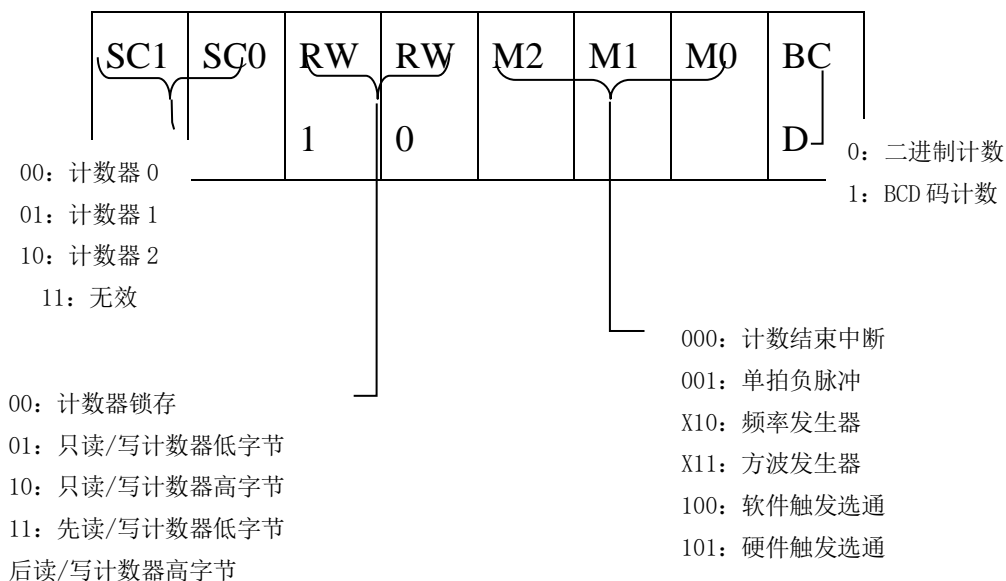 SC1 SC0 RW RW M2 M1 M0 BC
1 0 D
0：二进制计数
1：BCD 码计数
00：计数器 0
01：计数器 1
10：计数器 2
11：无效
000：计数结束中断
001：单拍负脉冲
X10：频率发生器
X11：方波发生器
100：软件触发选通
101：硬件触发选通
00：计数器锁存
01：只读/写计数器低字节
10：只读/写计数器高字节
11：先读/写计数器低字节
后读/写计数器高字节